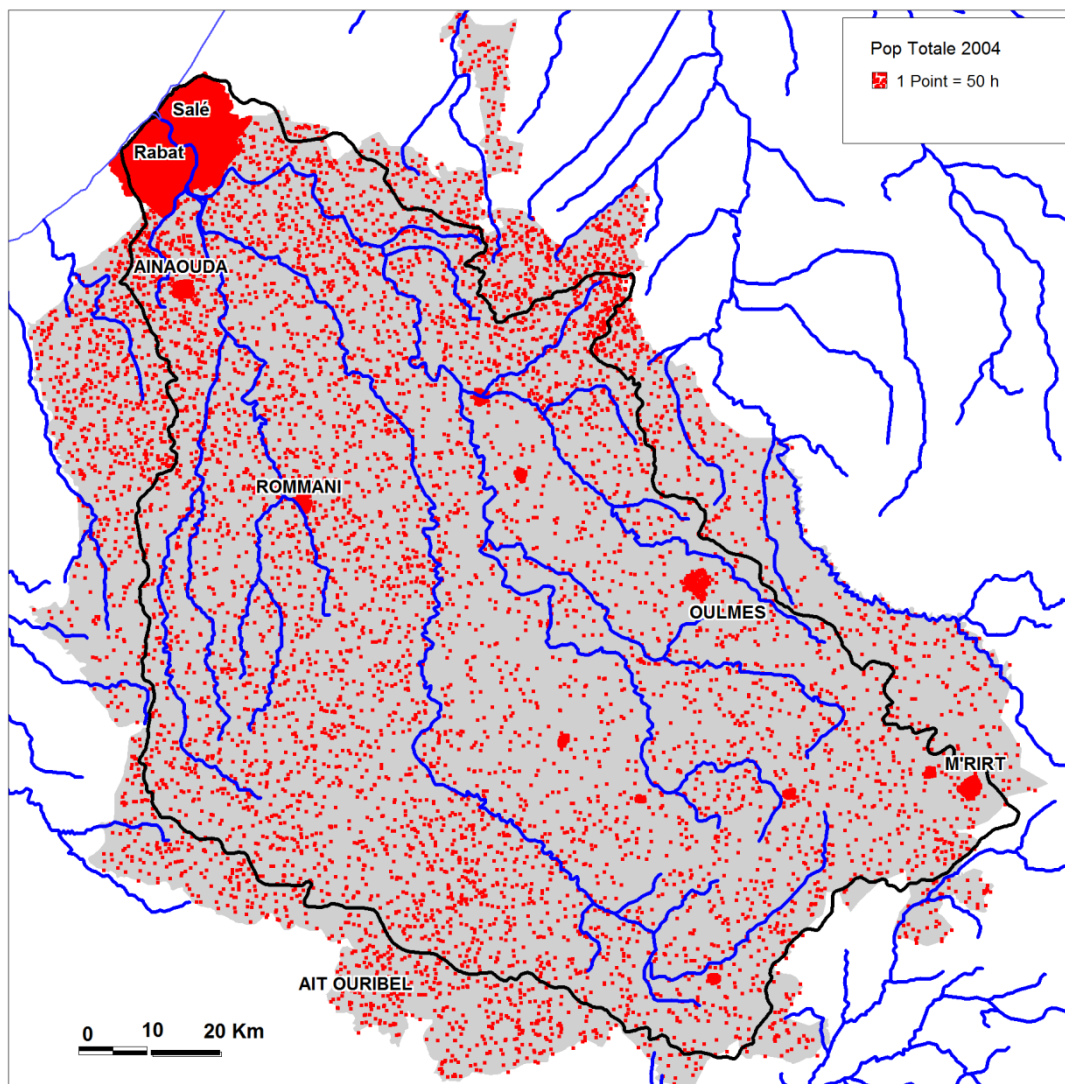 Pop Totale 2004
1 Point = 50 h
Salé
Rabat
AINAOUDA
ROMMANI
OULMES
M'RIRT
AIT OURIBEL
0 10 20 Km